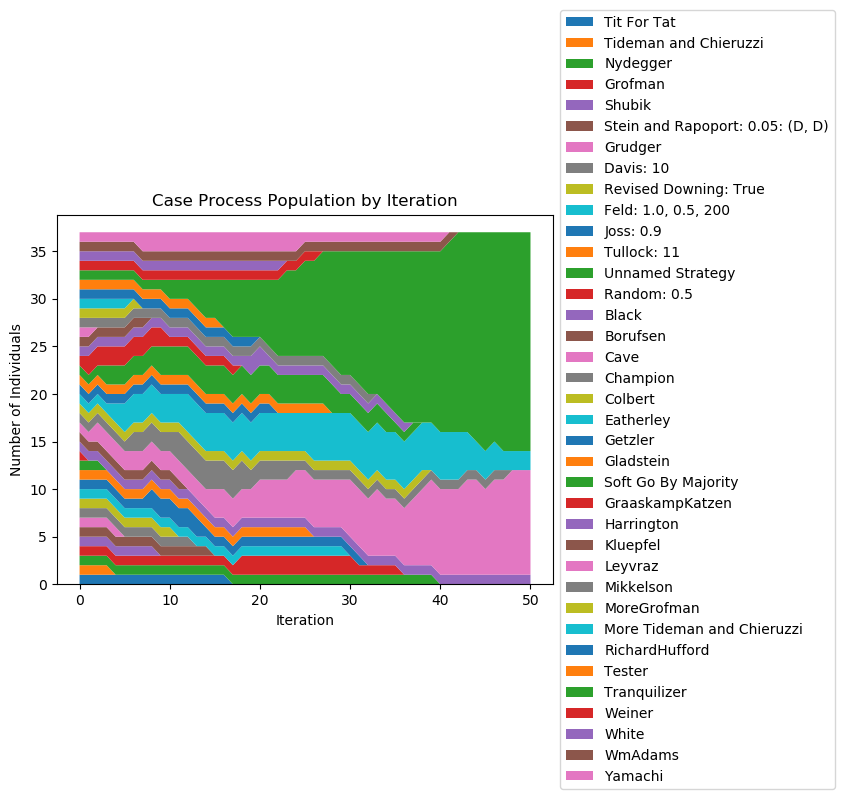 Case Process Population by Iteration
Number of Individuals
35
30
25
20
15
10
5
0
0 10 20 30 40 50
Iteration
Tit For Tat
Tideman and Chieruzzi
Nydegger
Grofman
Shubik
Stein and Rapoport: 0.05: (D, D)
Grudger
Davis: 10
Revised Downing: True
Feld: 1.0, 0.5, 200
Joss: 0.9
Tullock: 11
Unnamed Strategy
Random: 0.5
Black
Borufsen
Cave
Champion
Colbert
Eatherley
Getzler
Gladstein
Soft Go By Majority
GraaskampKatzen
Harrington
Kluepfel
Leyvraz
Mikkelson
MoreGrofman
More Tideman and Chieruzzi
RichardHufford
Tester
Tranquilizer
Weiner
White
WmAdams
Yamachi